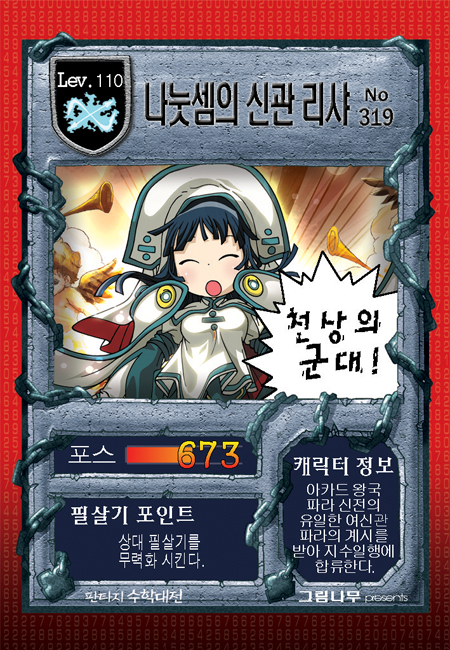 Lev.110
나눗셈의 신관 리샤
No
319
천상의
군대!
포스 673
필살기 포인트
상대 필살기를
무력화 시킨다.
캐릭터 정보
아카드 왕국
파라 신전의
유일한 여신관
파라의 계시를
받아 지수일행에
합류한다.
판타지 수학대전
그림나무 presents